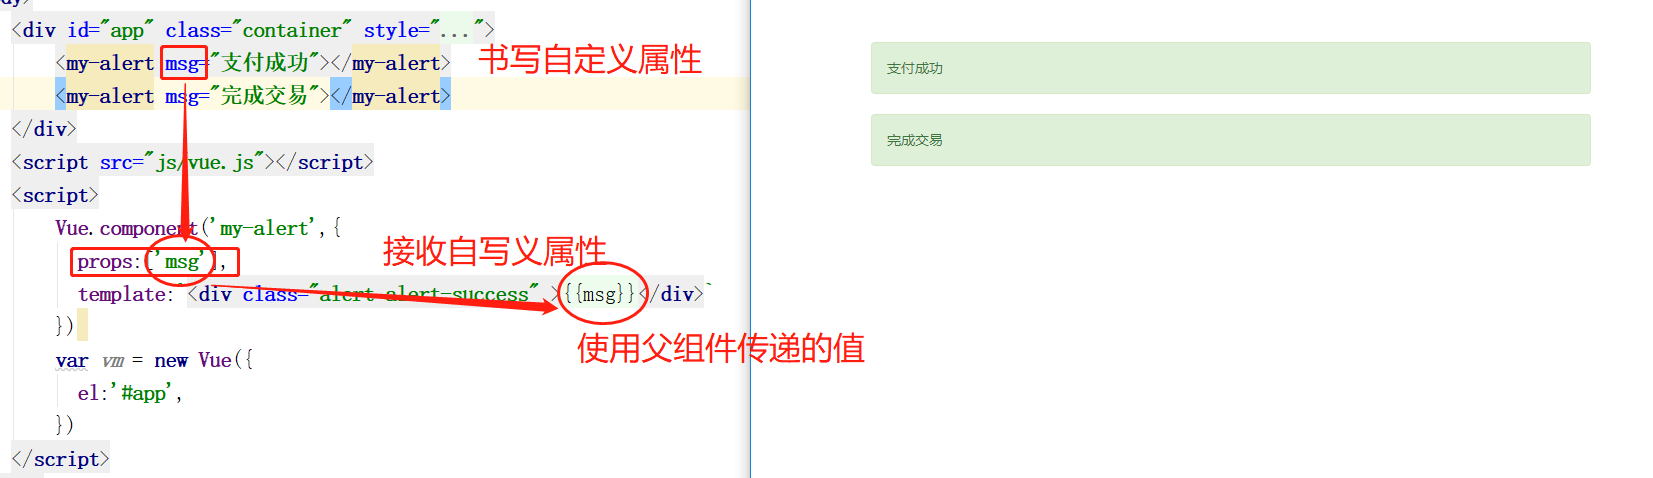 dy>
<div id="app" class="container" style="...">
<my-alert msg="支付成功"></my-alert>
书写自定义属性
<my-alert msg="完成交易"></my-alert>
</div>
<script src="js/vue.js"></script>
<script>
Vue.component('my-alert',{
props:['msg'],
接收自写义属性
template:`<div class="alert alert-success" >{{msg}}</div>`
})
使用父组件传递的值
var vm = new Vue({
el:'#app',
})
</script>
支付成功
完成交易